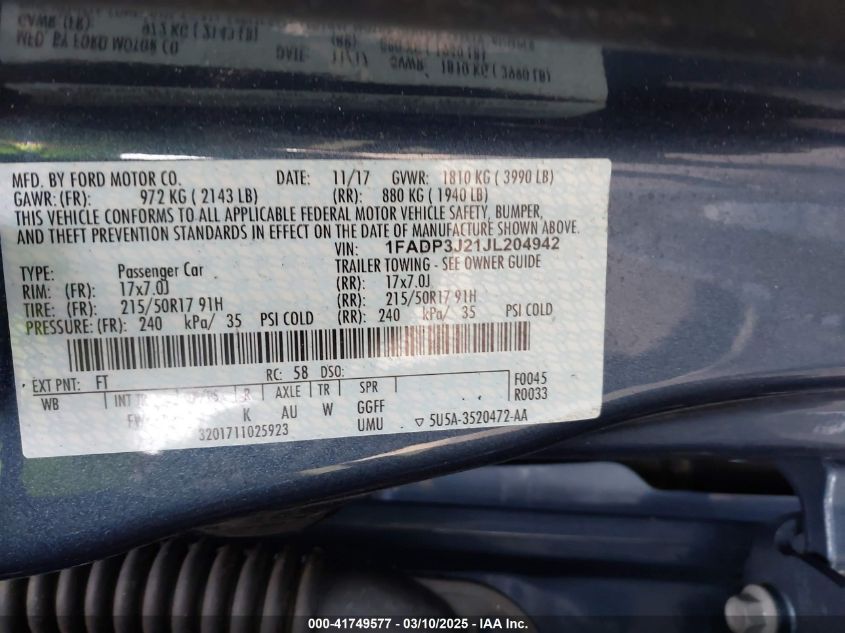 MFD. BY FORD MOTOR CO. DATE: 11/17 GVWR: 1810 KG ( 3990 LB)
GAWR:(FR): 972 KG ( 2143 LB) (RR): 880 KG ( 1940 LB)
THIS VEHICLE CONFORMS TO ALL APPLICABLE FEDERAL MOTOR VEHICLE SAFETY, BUMPER,
AND THEFT PREVENTION STANDARDS IN EFFECT ON THE DATE OF MANUFACTURE SHOWN ABOVE.
VIN: 1FADP3J21JL204942
TYPE: Passenger Car TRAILER TOWING - SEE OWNER GUIDE
RIM: (FR): 17x7.0J (RR): 17x7.0J
TIRE: (FR): 215/50R17 91H (RR): 215/50R17 91H
PRESSURE:(FR): 240 kPa/ 35 PSI COLD (RR): 240 kPa/ 35 PSI COLD
EXT PNT: FT RC: 58 DSO: F0045
WB INT TR R AXLE TR SPR R0033
K AU W GGFF
3201711025923 UMU ▽ 5U5A-3520472-AA
000-41749577 – 03/10/2025 – IAA Inc.